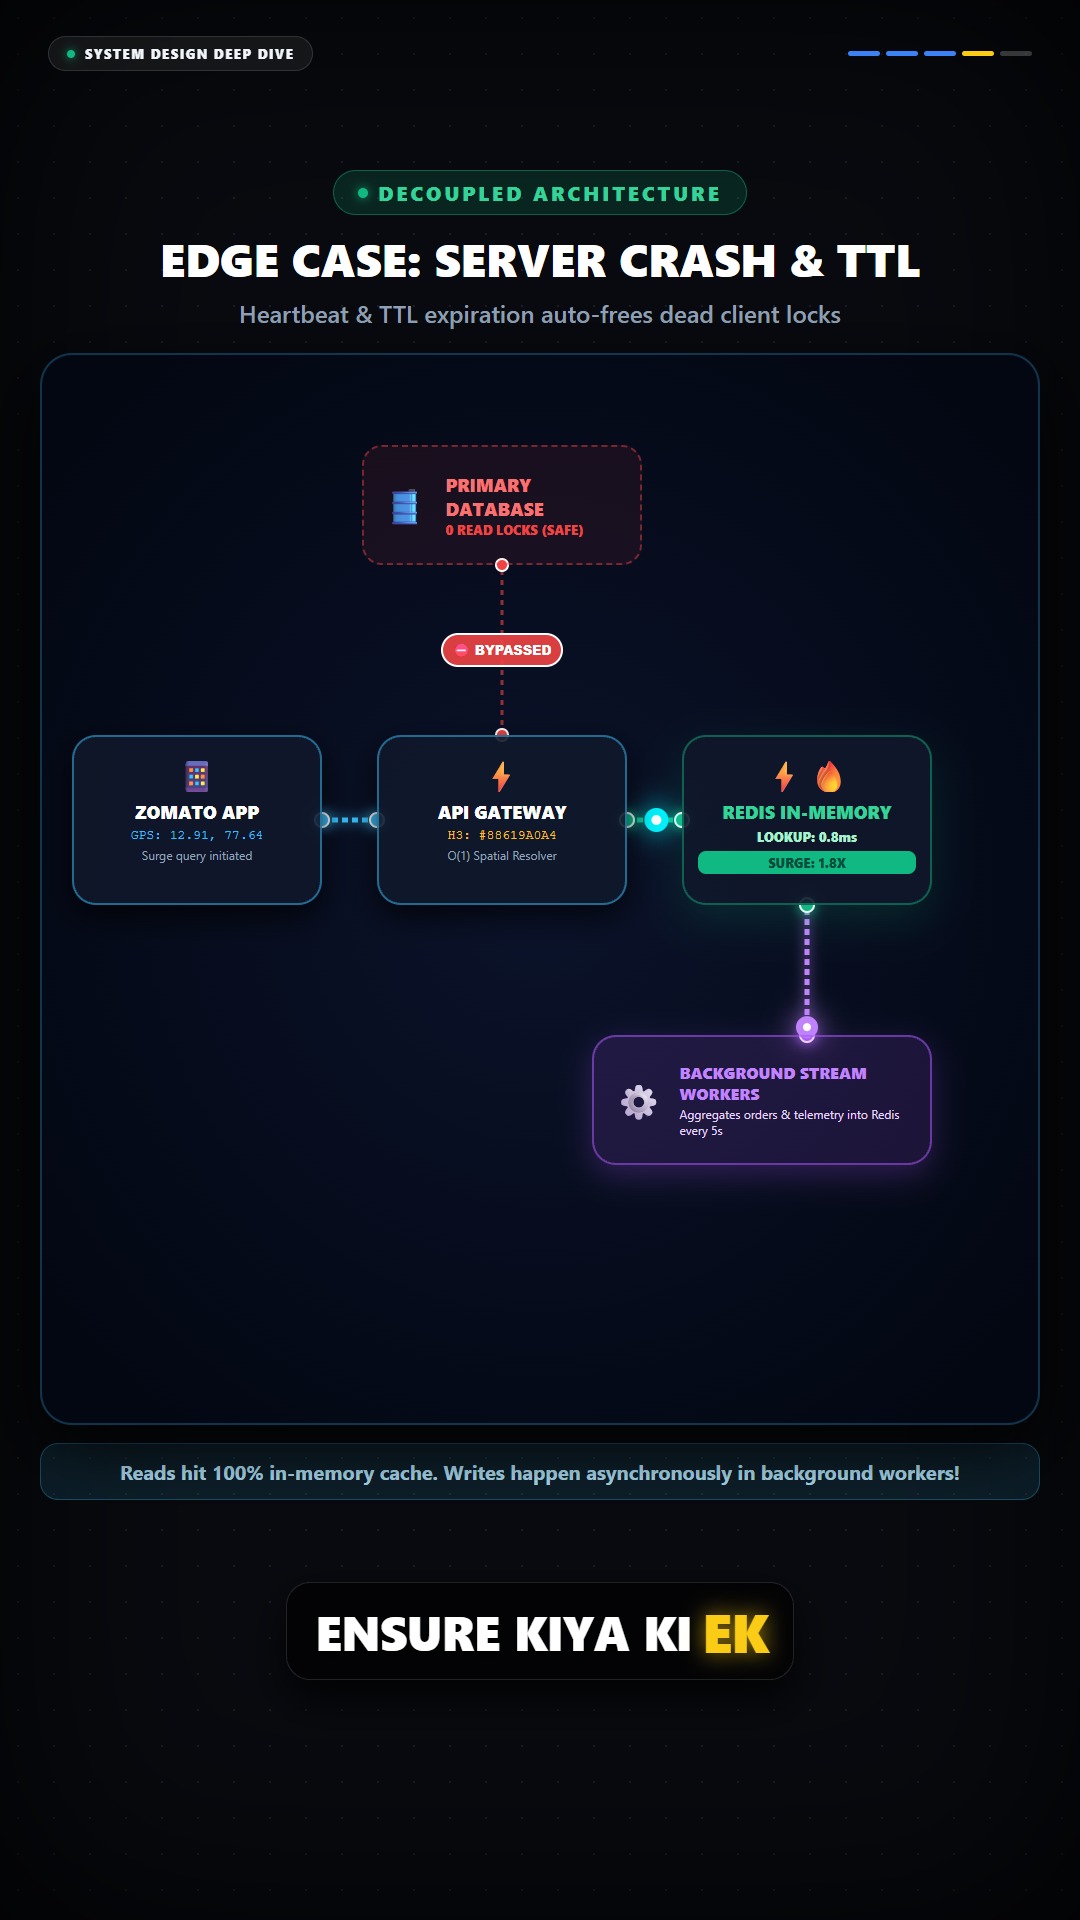 SYSTEM DESIGN DEEP DIVE
DECOUPLED ARCHITECTURE
EDGE CASE: SERVER CRASH & TTL
Heartbeat & TTL expiration auto-frees dead client locks
PRIMARY
DATABASE
0 READ LOCKS (SAFE)
BYPASSED
ZOMATO APP
GPS: 12.91, 77.64
Surge query initiated
API GATEWAY
H3: #88619A0A4
O(1) Spatial Resolver
REDIS IN-MEMORY
LOOKUP: 0.8ms
SURGE: 1.8X
BACKGROUND STREAM
WORKERS
Aggregates orders & telemetry into Redis
every 5s
Reads hit 100% in-memory cache. Writes happen asynchronously in background workers!
ENSURE KIYA KI EK